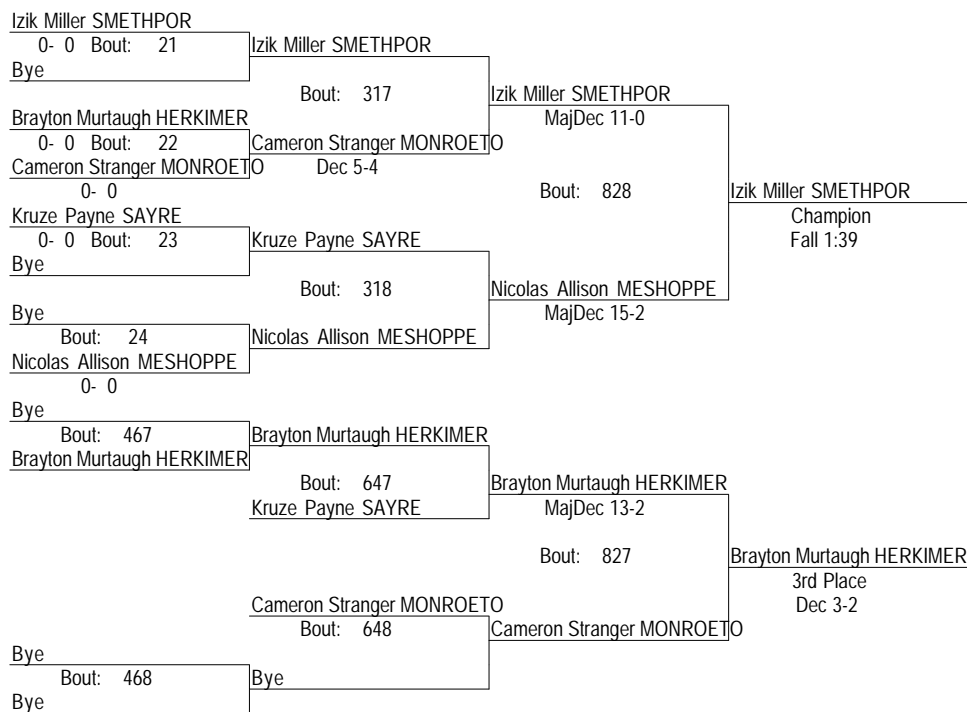 Izik Miller SMETHPOR
0- 0 Bout: 21
Izik Miller SMETHPOR
Bye
Bout: 317
Izik Miller SMETHPOR
Brayton Murtaugh HERKIMER
MajDec 11-0
0- 0 Bout: 22
Cameron Stranger MONROETO
Cameron Stranger MONROETO
Dec 5-4
0- 0
Bout: 828
Izik Miller SMETHPOR
Kruze Payne SAYRE
Champion
0- 0 Bout: 23
Kruze Payne SAYRE
Fall 1:39
Bye
Bout: 318
Nicolas Allison MESHOPPE
Bye
MajDec 15-2
Bout: 24
Nicolas Allison MESHOPPE
Nicolas Allison MESHOPPE
0- 0
Bye
Bout: 467
Brayton Murtaugh HERKIMER
Brayton Murtaugh HERKIMER
Bout: 647
Brayton Murtaugh HERKIMER
Kruze Payne SAYRE
MajDec 13-2
Bout: 827
Brayton Murtaugh HERKIMER
3rd Place
Cameron Stranger MONROETO
Dec 3-2
Bout: 648
Cameron Stranger MONROETO
Bye
Bout: 468
Bye
Bye